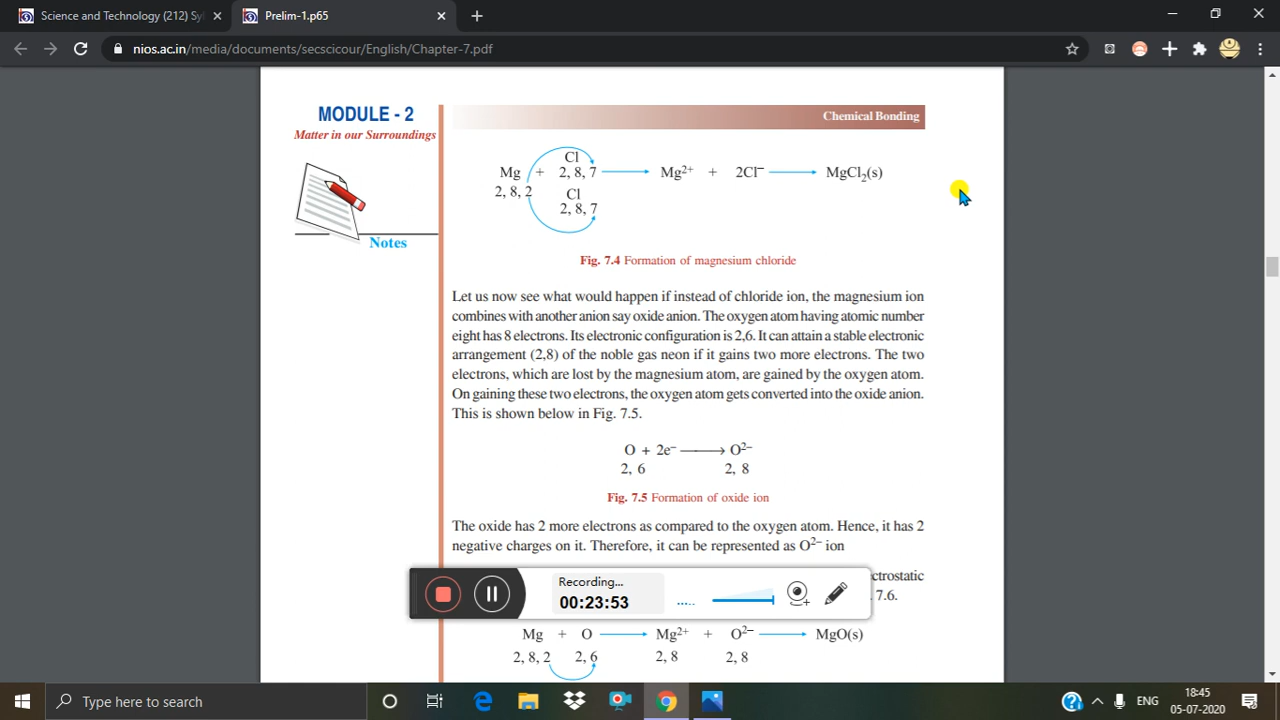 Science and Technology (212) Syl
Prelim-1.p65
nios.ac.in/media/documents/secscicour/English/Chapter-7.pdf
MODULE - 2
Matter in our Surroundings
Notes
Chemical Bonding
Cl
Mg + 2, 8, 7 ⟶ Mg²⁺ + 2Cl⁻ ⟶ MgCl₂(s)
2, 8, 2 Cl
2, 8, 7
Fig. 7.4 Formation of magnesium chloride
Let us now see what would happen if instead of chloride ion, the magnesium ion
combines with another anion say oxide anion. The oxygen atom having atomic number
eight has 8 electrons. Its electronic configuration is 2,6. It can attain a stable electronic
arrangement (2,8) of the noble gas neon if it gains two more electrons. The two
electrons, which are lost by the magnesium atom, are gained by the oxygen atom.
On gaining these two electrons, the oxygen atom gets converted into the oxide anion.
This is shown below in Fig. 7.5.
O + 2e⁻ ⟶ O²⁻
2, 6 2, 8
Fig. 7.5 Formation of oxide ion
The oxide has 2 more electrons as compared to the oxygen atom. Hence, it has 2
negative charges on it. Therefore, it can be represented as O²⁻ ion
ctrostatic
7.6.
Recording...
00:23:53
Mg + O ⟶ Mg²⁺ + O²⁻ ⟶ MgO(s)
2, 8, 2 2, 6 2, 8 2, 8
Type here to search
ENG
18:45
05-07-2020